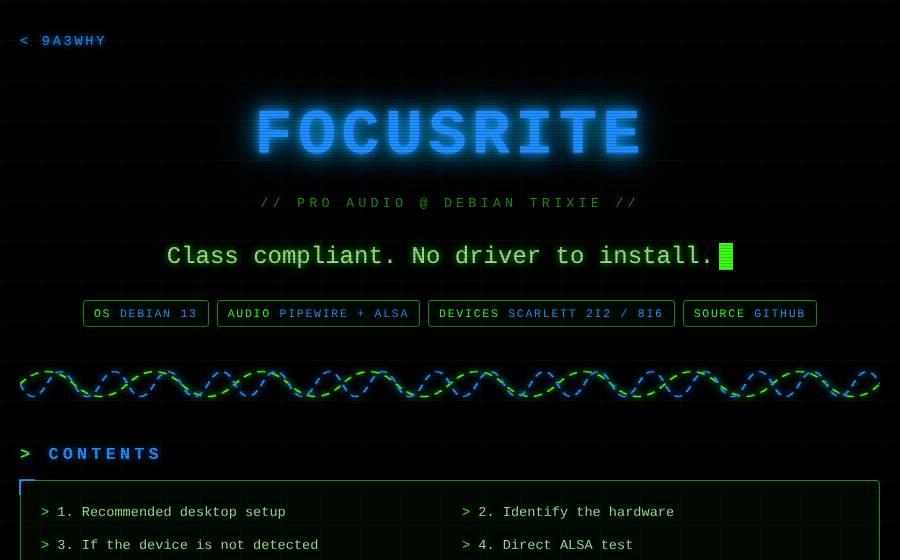 < 9A3WHY
FOCUSRITE
// PRO AUDIO @ DEBIAN TRIXIE //
Class compliant. No driver to install.
OS DEBIAN 13 AUDIO PIPEWIRE + ALSA DEVICES SCARLETT 2I2 / 8I6 SOURCE GITHUB
> CONTENTS
> 1. Recommended desktop setup > 2. Identify the hardware
> 3. If the device is not detected > 4. Direct ALSA test